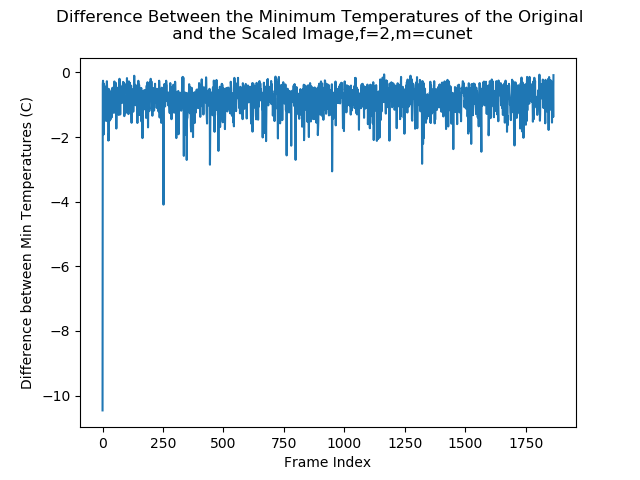 Difference Between the Minimum Temperatures of the Original
and the Scaled Image,f=2,m=cunet
Difference between Min Temperatures (C)
0
−2
−4
−6
−8
−10
0 250 500 750 1000 1250 1500 1750
Frame Index